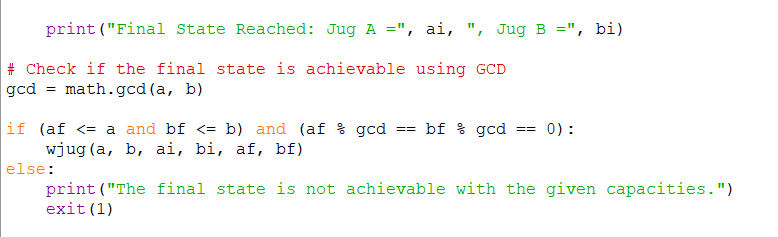 print("Final State Reached: Jug A =", ai, ", Jug B =", bi)
# Check if the final state is achievable using GCD
gcd = math.gcd(a, b)
if (af <= a and bf <= b) and (af % gcd == bf % gcd == 0):
wjug(a, b, ai, bi, af, bf)
else:
print("The final state is not achievable with the given capacities.")
exit(1)